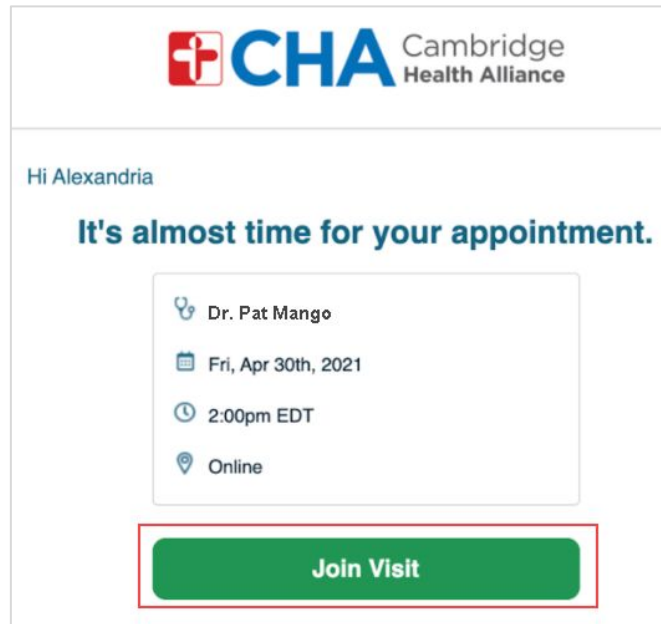 CHA Cambridge
Health Alliance
Hi Alexandria
It's almost time for your appointment.
Dr. Pat Mango
Fri, Apr 30th, 2021
2:00pm EDT
Online
Join Visit